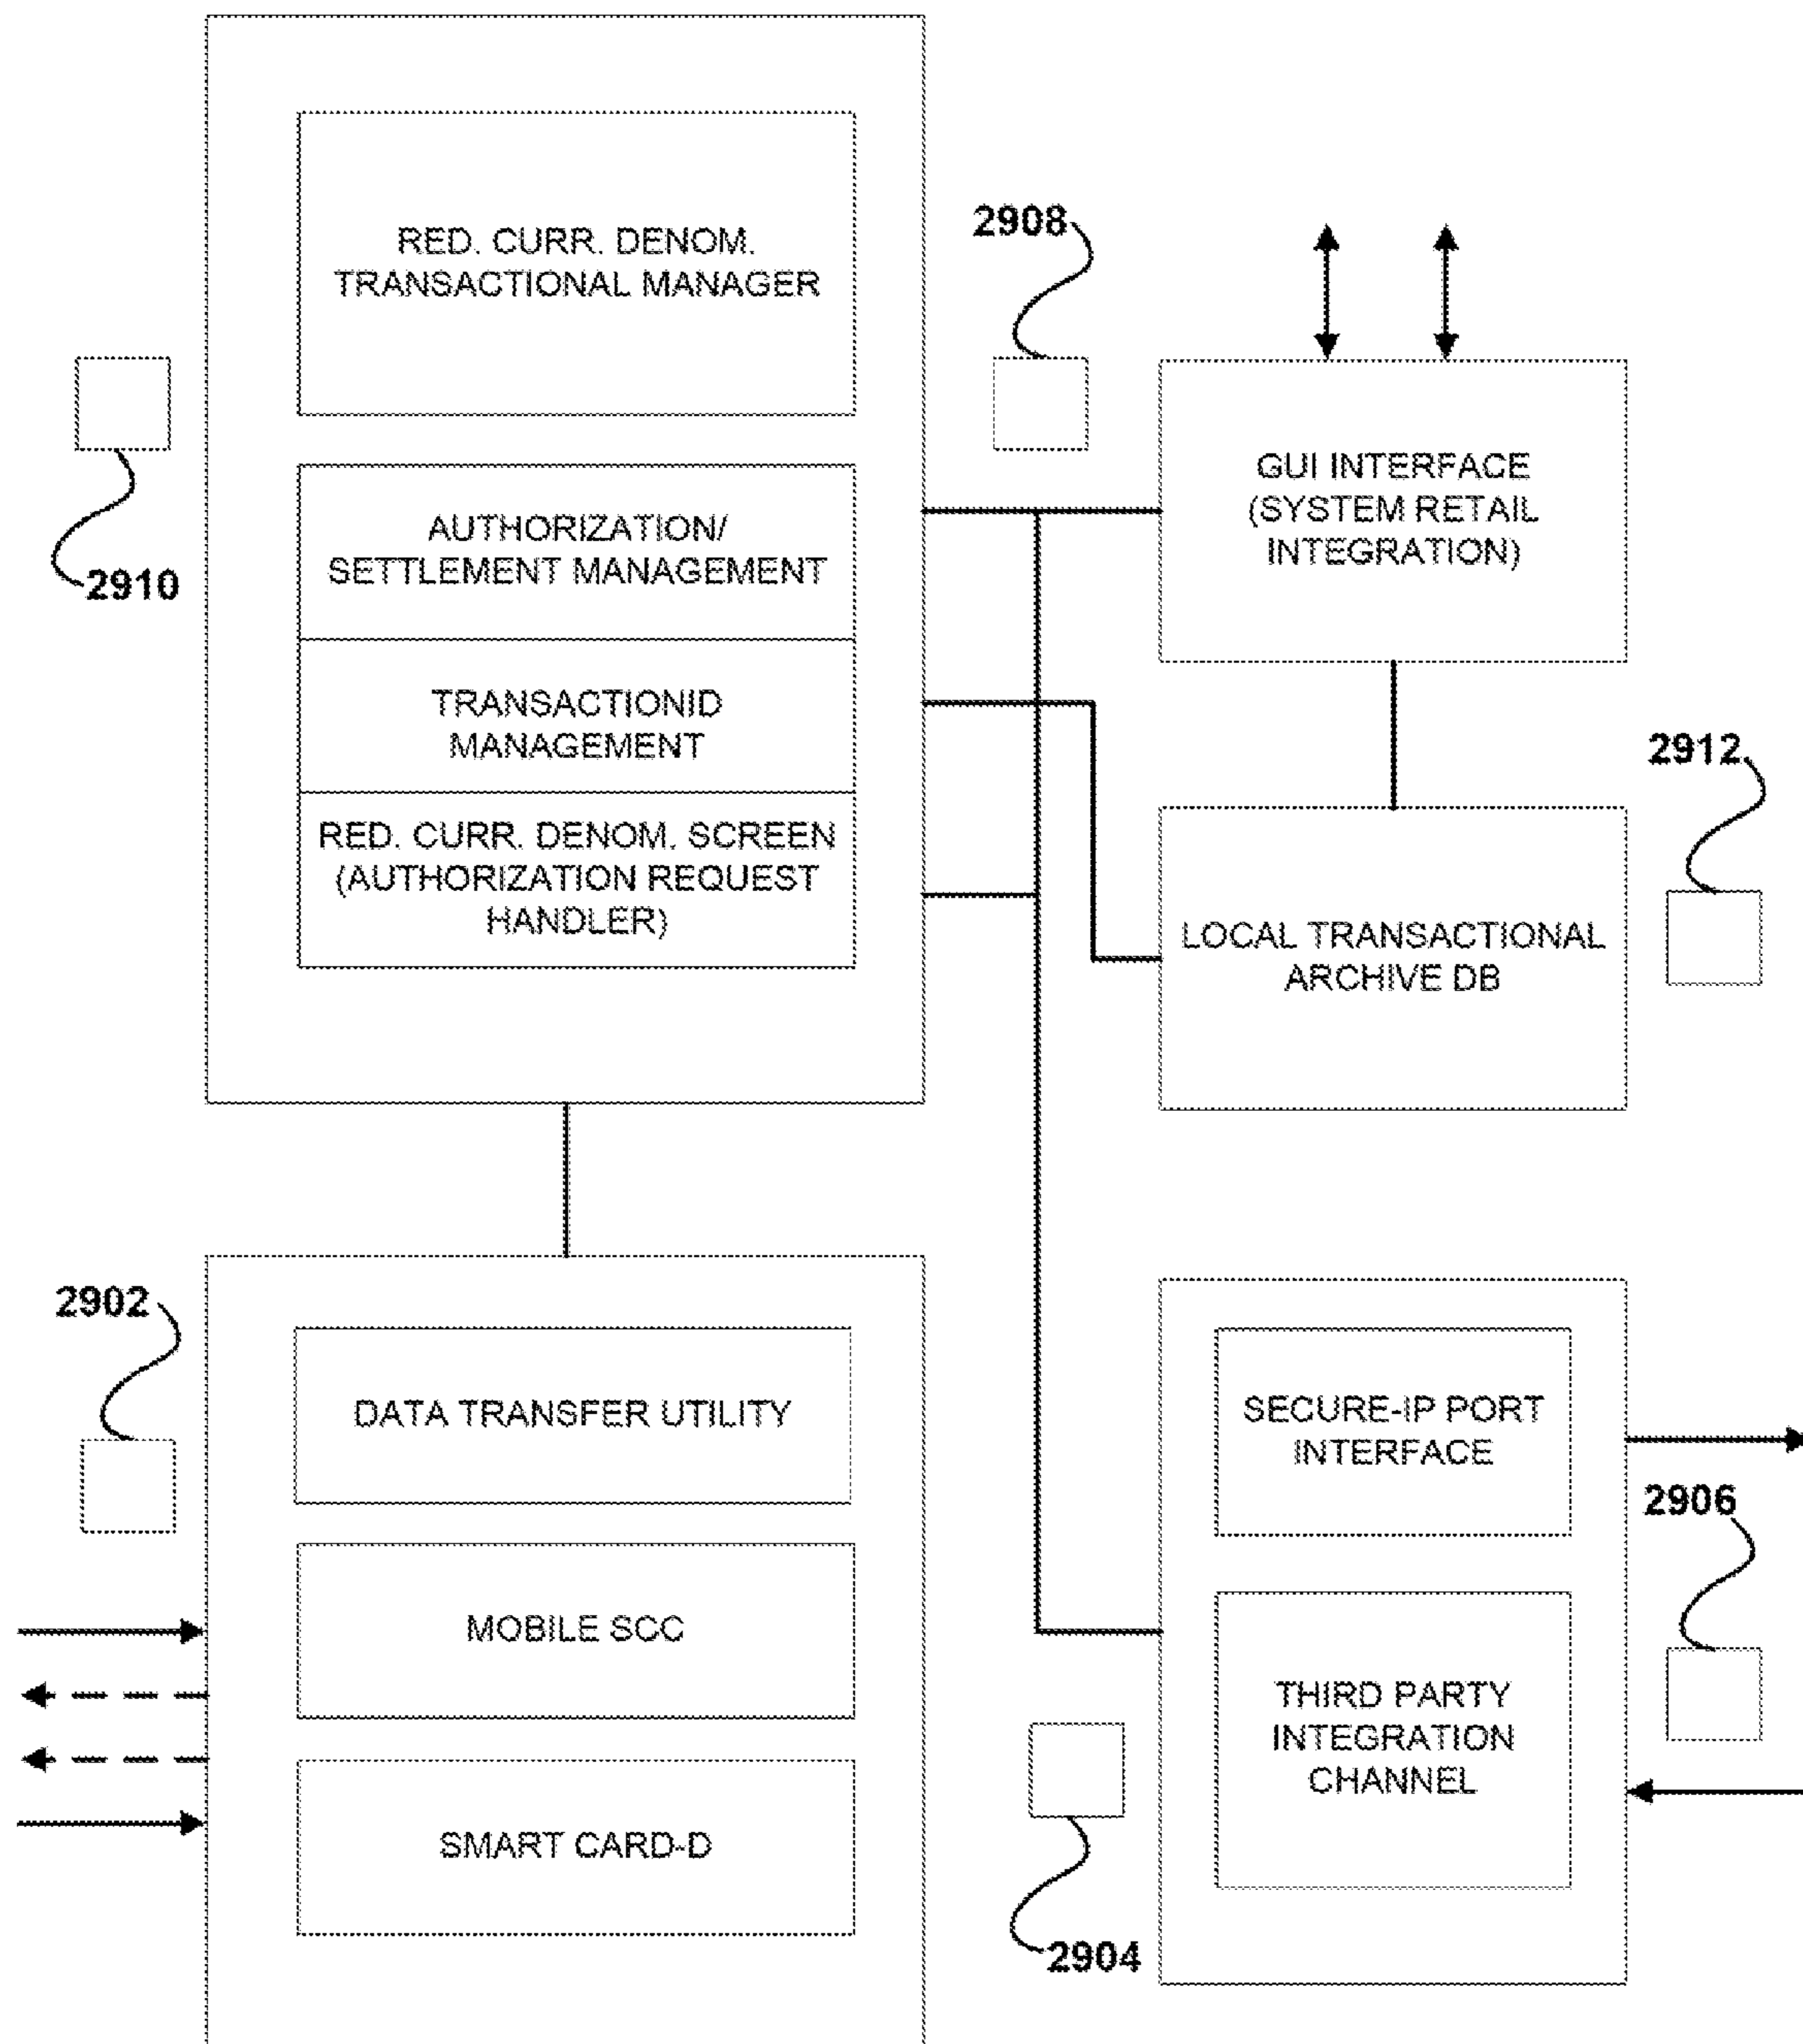 RED. CURR. DENOM.
TRANSACTIONAL MANAGER
2910
AUTHORIZATION/
SETTLEMENT MANAGEMENT
TRANSACTIONID
MANAGEMENT
RED. CURR. DENOM. SCREEN
(AUTHORIZATION REQUEST
HANDLER)
2908
GUI INTERFACE
(SYSTEM RETAIL
INTEGRATION)
2912
LOCAL TRANSACTIONAL
ARCHIVE DB
2902
DATA TRANSFER UTILITY
MOBILE SCC
SMART CARD-D
SECURE-IP PORT
INTERFACE
2906
THIRD PARTY
INTEGRATION
CHANNEL
2904